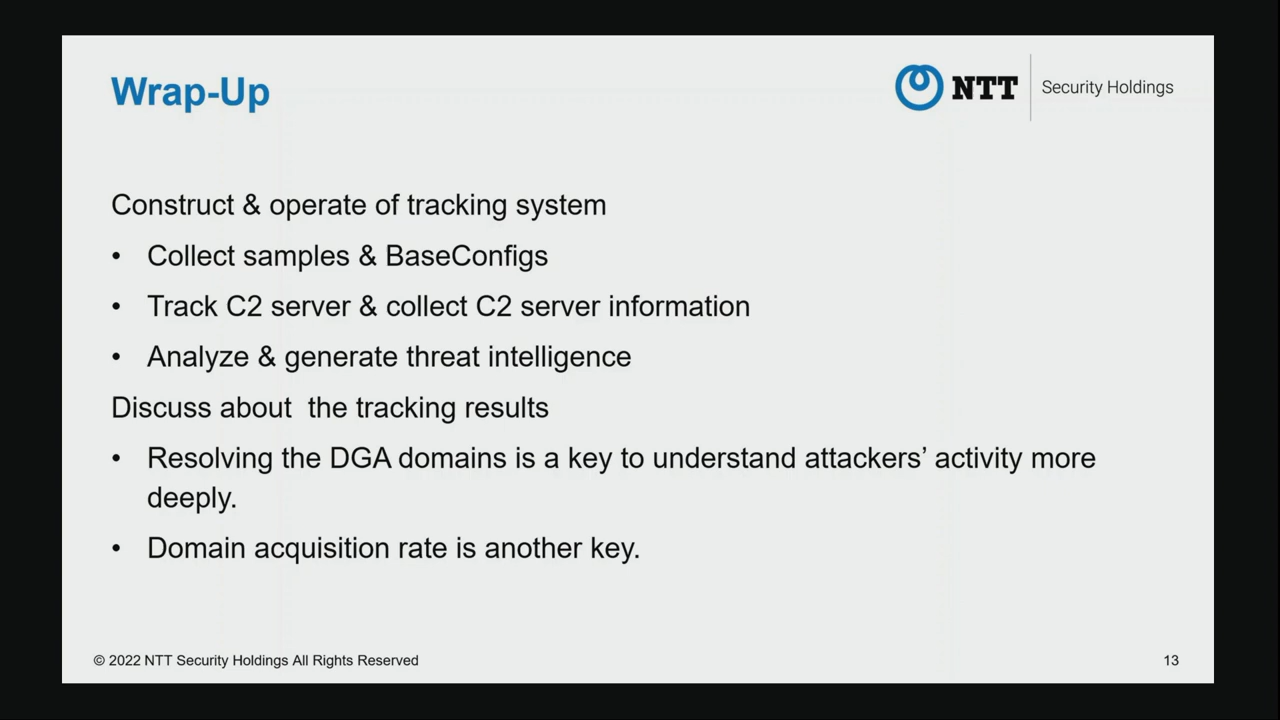 Wrap-Up
NTT
Security Holdings
Construct & operate of tracking system
• Collect samples & BaseConfigs
• Track C2 server & collect C2 server information
• Analyze & generate threat intelligence
Discuss about  the tracking results
• Resolving the DGA domains is a key to understand attackers’ activity more
deeply.
• Domain acquisition rate is another key.
© 2022 NTT Security Holdings All Rights Reserved
13